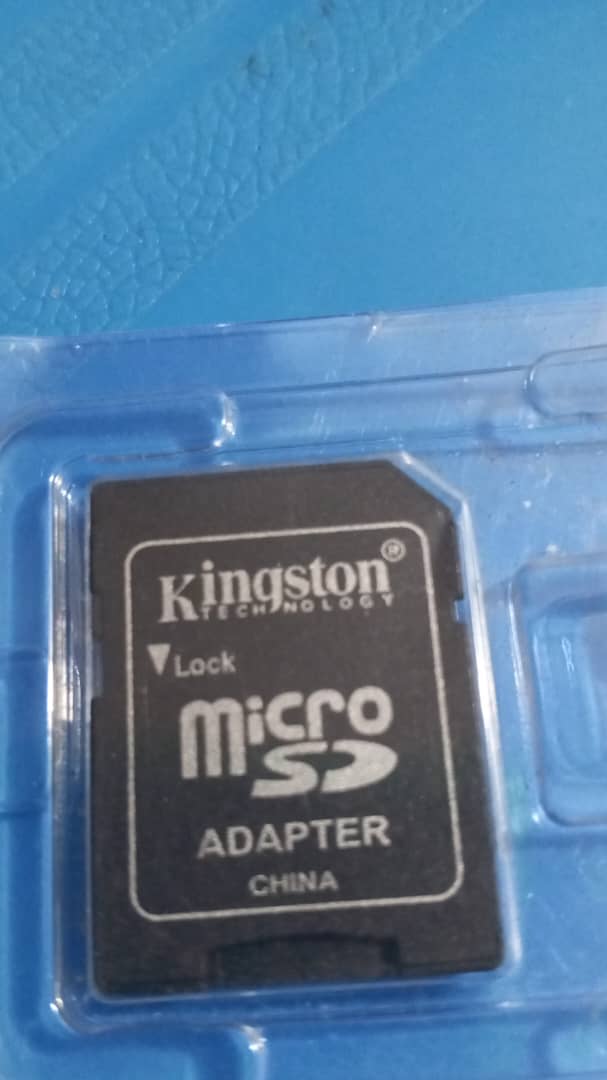 Kingston®
TECHNOLOGY
▼Lock
micro
SD
ADAPTER
CHINA